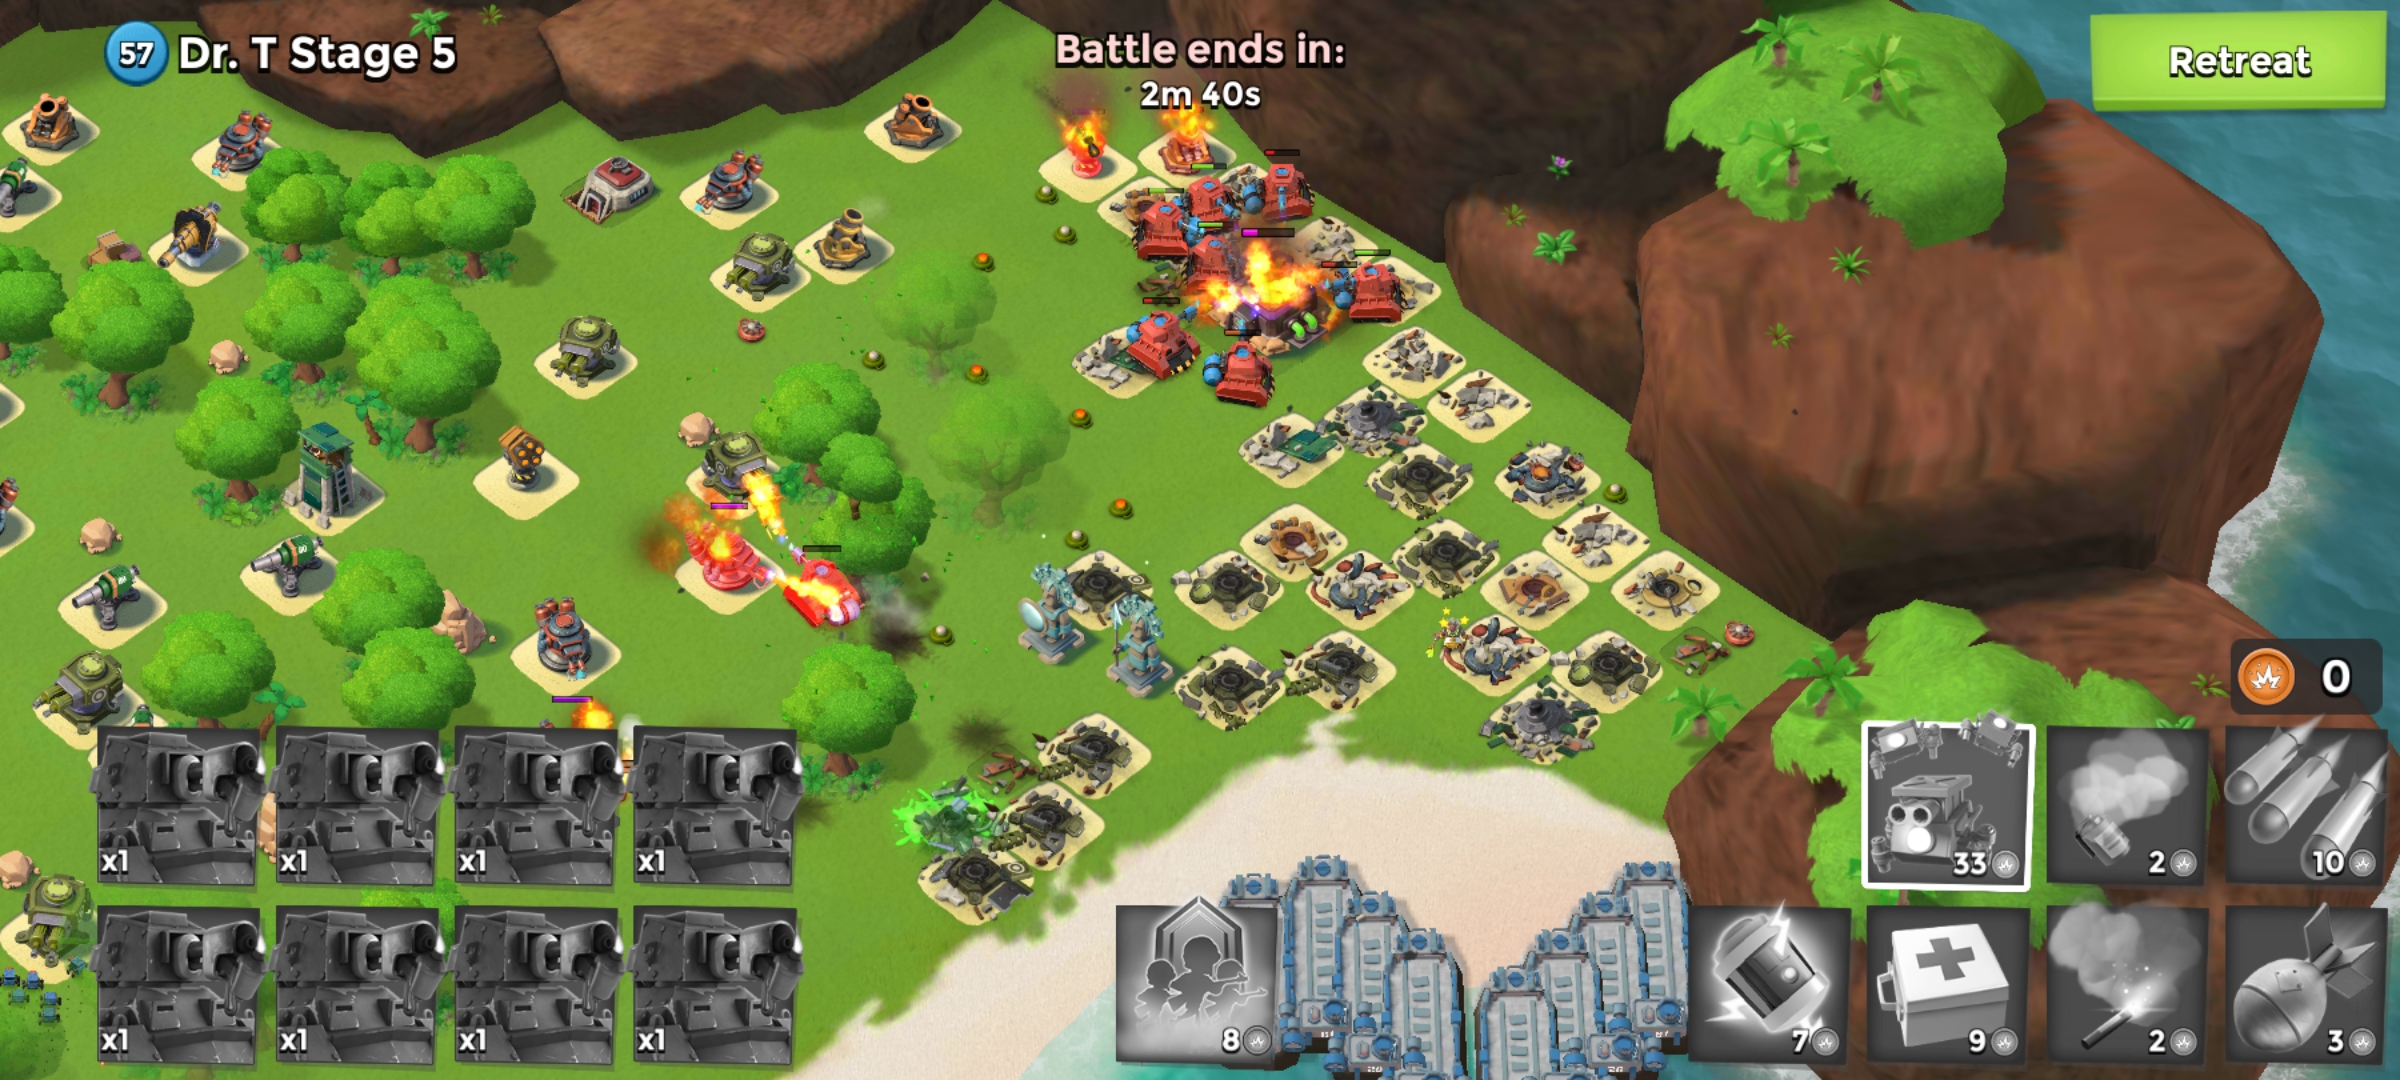 57 Dr. T Stage 5
Battle ends in:
2m 40s
Retreat
0
x1 x1 x1 x1
33 2 10
x1 x1 x1 x1
8 7 9 2 3